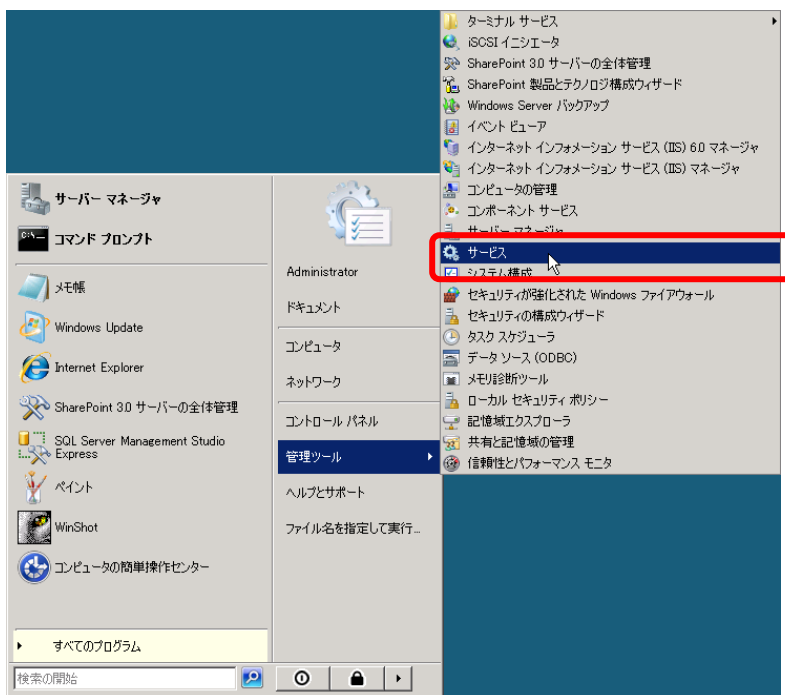 サーバー マネージャ
コマンド プロンプト
メモ帳
Windows Update
Internet Explorer
SharePoint 3.0 サーバーの全体管理
SQL Server Management Studio
Express
ペイント
WinShot
コンピュータの簡単操作センター
すべてのプログラム
検索の開始
Administrator
ドキュメント
コンピュータ
ネットワーク
コントロール パネル
管理ツール
ヘルプとサポート
ファイル名を指定して実行...
ターミナル サービス
iSCSI イニシエータ
SharePoint 3.0 サーバーの全体管理
SharePoint 製品とテクノロジ構成ウィザード
Windows Server バックアップ
イベント ビューア
インターネット インフォメーション サービス (IIS) 6.0 マネージャ
インターネット インフォメーション サービス (IIS) マネージャ
コンピュータの管理
コンポーネント サービス
サーバー マネージャ
サービス
システム構成
セキュリティが強化された Windows ファイアウォール
セキュリティの構成ウィザード
タスク スケジューラ
データ ソース (ODBC)
メモリ診断ツール
ローカル セキュリティ ポリシー
記憶域エクスプローラ
共有と記憶域の管理
信頼性とパフォーマンス モニタ